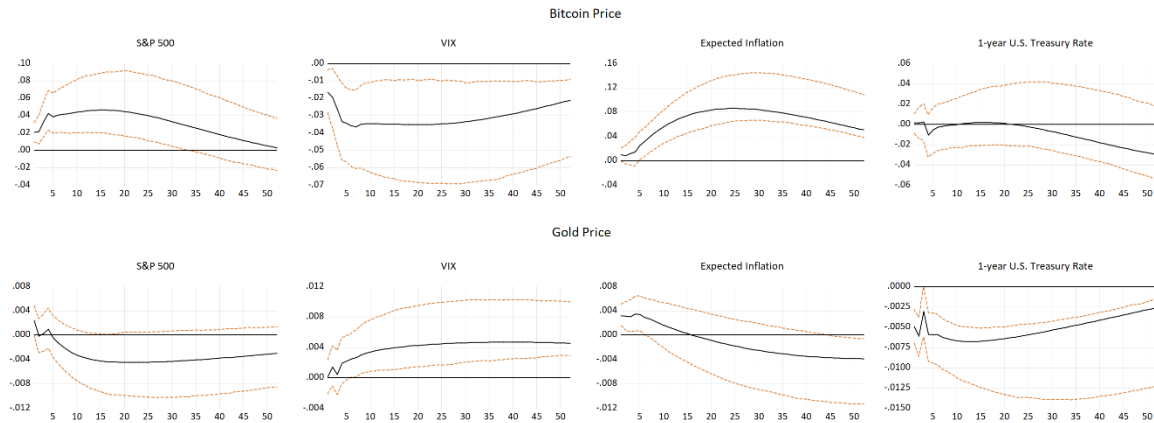 Bitcoin Price
S&P 500
VIX
Expected Inflation
1-year U.S. Treasury Rate
.10
.08
.06
.04
.02
.00
-.02
-.04
5 10 15 20 25 30 35 40 45 50
.00
-.01
-.02
-.03
-.04
-.05
-.06
-.07
5 10 15 20 25 30 35 40 45 50
.16
.12
.08
.04
.00
-.04
5 10 15 20 25 30 35 40 45 50
.06
.04
.02
-.00
-.02
-.04
-.06
5 10 15 20 25 30 35 40 45 50
Gold Price
S&P 500
VIX
Expected Inflation
1-year U.S. Treasury Rate
.008
.004
.000
-.004
-.008
-.012
5 10 15 20 25 30 35 40 45 50
.012
.008
.004
.000
-.004
5 10 15 20 25 30 35 40 45 50
.008
.004
.000
-.004
-.008
-.012
5 10 15 20 25 30 35 40 45 50
-.0000
-.0025
-.0050
-.0075
-.0100
-.0125
-.0150
5 10 15 20 25 30 35 40 45 50